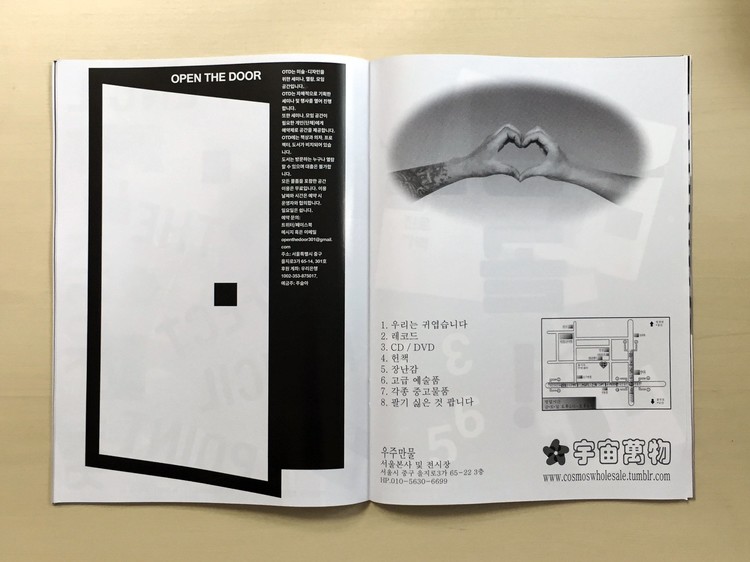 OPEN THE DOOR
OTD는 미술·디자인을
위한 세미나, 열람, 모임
공간입니다.
OTD는 자체적으로 기획한
세미나 및 행사를 열어 진행
합니다.
또한 세미나, 모임 공간이
필요한 개인(단체)에게
예약제로 공간을 제공합니다.
OTD에는 책상과 의자, 프로
젝터, 도서가 비치되어 있습
니다.
도서는 방문하는 누구나 열람
할 수 있으며 대출은 불가합
니다.
모든 물품을 포함한 공간
이용은 무료입니다. 이용
날짜와 시간은 예약 시
운영자와 협의합니다.
일요일은 쉽니다.
예약 문의:
트위터/페이스북
메시지 혹은 이메일
openthedoor301@gmail.
com
주소: 서울특별시 중구
을지로3가 65-14, 301호
후원 계좌: 우리은행
1002-353-875017,
예금주: 우슬아
1. 우리는 귀엽습니다
2. 레코드
3. CD / DVD
4. 헌책
5. 장난감
6. 고급 예술품
7. 각종 중고물품
8. 팔기 싫은 것 팝니다
우주만물
서울본사 및 전시장
서울시 중구 을지로3가 65-22 3층
HP.010-5630-6699
宇宙萬物
www.cosmoswholesale.tumblr.com